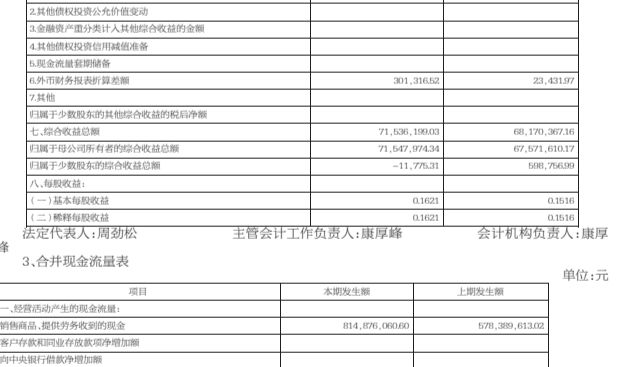 2.其他债权投资公允价值变动
3.金融资产重分类计入其他综合收益的金额
4.其他债权投资信用减值准备
5.现金流量套期储备
6.外币财务报表折算差额 301,316.52 23,431.97
7.其他
归属于少数股东的其他综合收益的税后净额
七、综合收益总额 71,536,199.03 68,170,367.16
归属于母公司所有者的综合收益总额 71,547,974.34 67,571,610.17
归属于少数股东的综合收益总额 -11,775.31 598,756.99
八、每股收益:
(一)基本每股收益 0.1621 0.1516
(二)稀释每股收益 0.1621 0.1516
法定代表人:周劲松 主管会计工作负责人:康厚峰 会计机构负责人:康厚
峰
3、合并现金流量表
单位:元
项目 本期发生额 上期发生额
一、经营活动产生的现金流量:
销售商品、提供劳务收到的现金 814,876,060.60 578,389,613.02
客户存款和同业存放款项净增加额
向中央银行借款净增加额